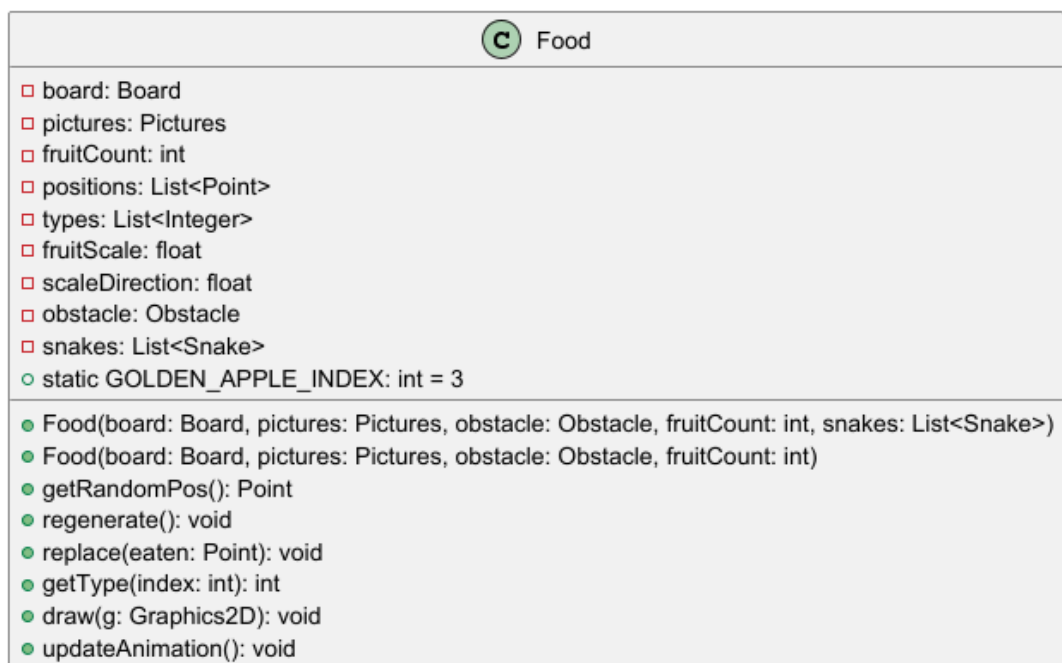 C Food
board: Board
pictures: Pictures
fruitCount: int
positions: List<Point>
types: List<Integer>
fruitScale: float
scaleDirection: float
obstacle: Obstacle
snakes: List<Snake>
static GOLDEN_APPLE_INDEX: int = 3
Food(board: Board, pictures: Pictures, obstacle: Obstacle, fruitCount: int, snakes: List<Snake>)
Food(board: Board, pictures: Pictures, obstacle: Obstacle, fruitCount: int)
getRandomPos(): Point
regenerate(): void
replace(eaten: Point): void
getType(index: int): int
draw(g: Graphics2D): void
updateAnimation(): void